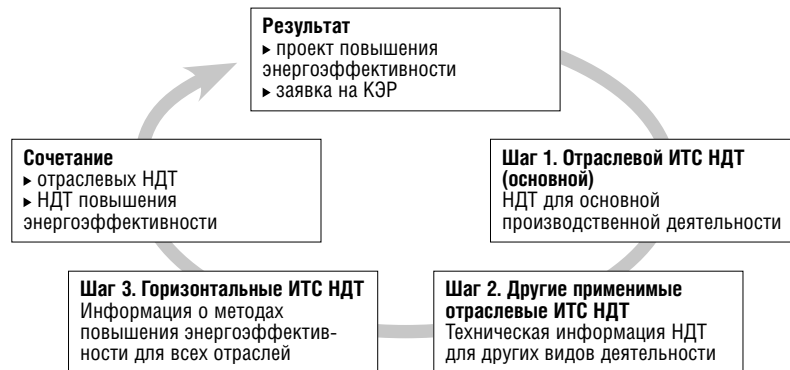 Результат
▸ проект повышения
энергоэффективности
▸ заявка на КЭР
Шаг 1. Отраслевой ИТС НДТ
(основной)
НДТ для основной
производственной деятельности
Шаг 2. Другие применимые
отраслевые ИТС НДТ
Техническая информация НДТ
для других видов деятельности
Шаг 3. Горизонтальные ИТС НДТ
Информация о методах
повышения энергоэффектив-
ности для всех отраслей
Сочетание
▸ отраслевых НДТ
▸ НДТ повышения
энергоэффективности